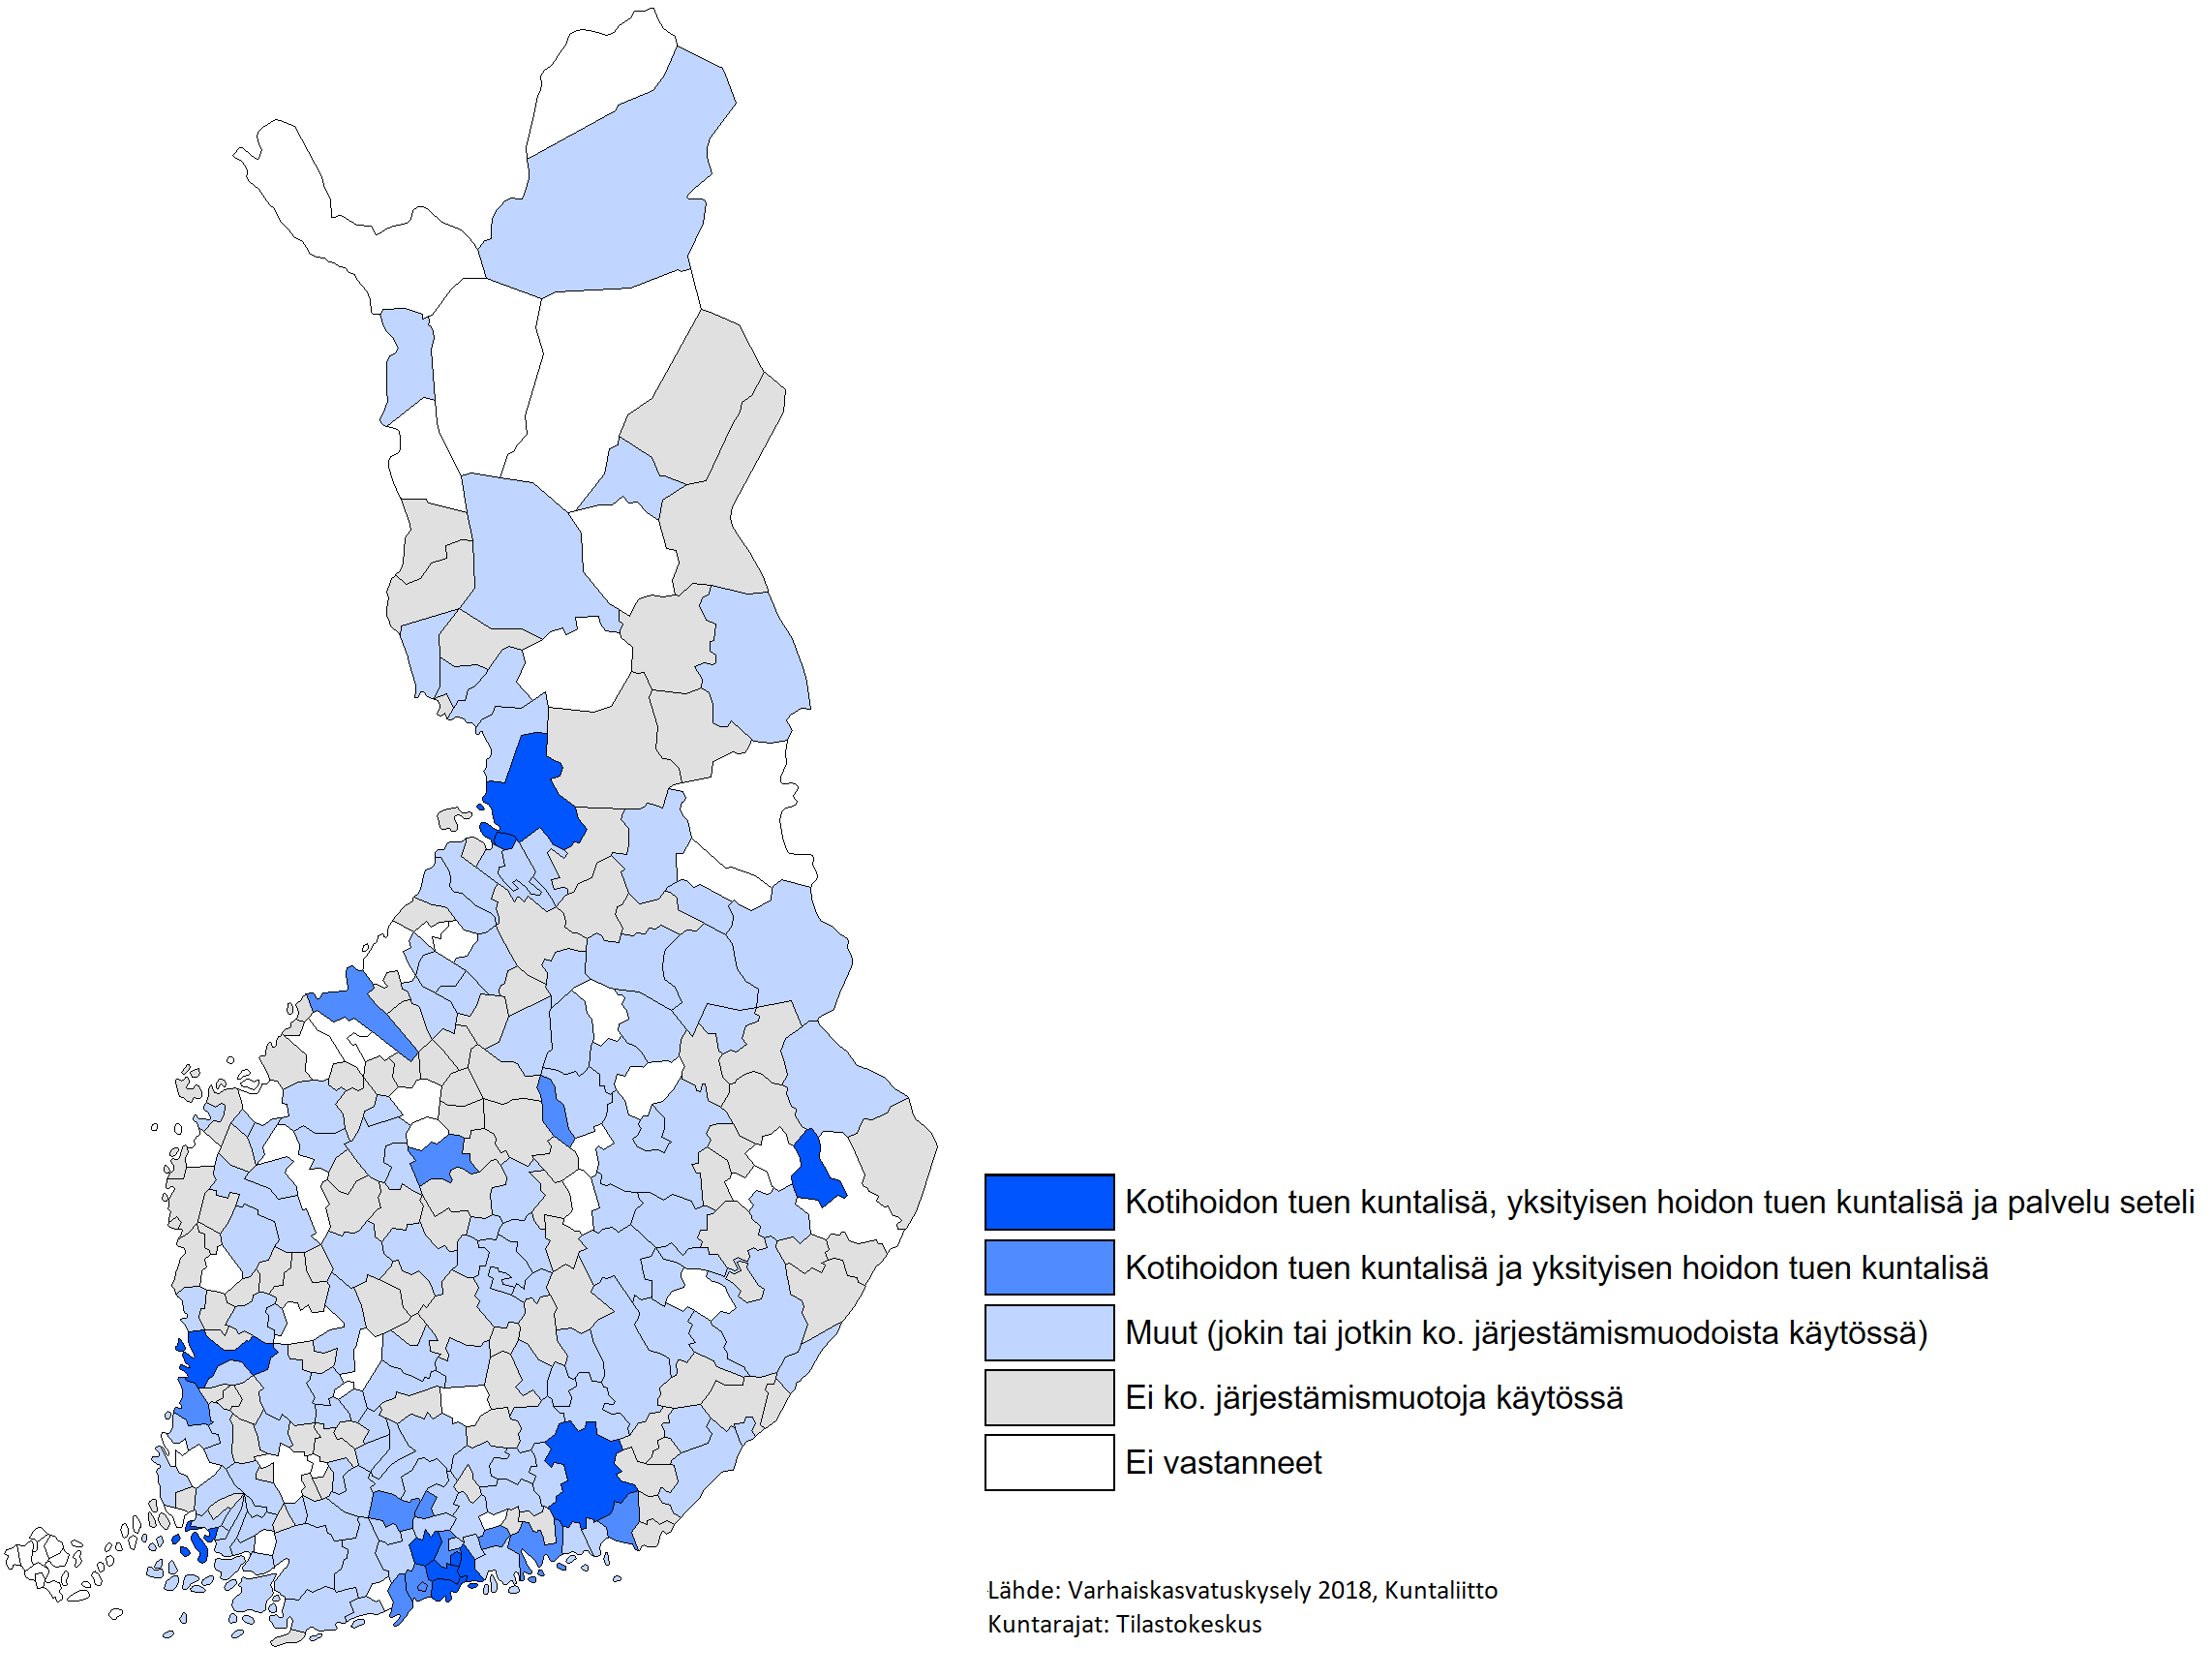 Kotihoidon tuen kuntalisä, yksityisen hoidon tuen kuntalisä ja palvelu seteli
Kotihoidon tuen kuntalisä ja yksityisen hoidon tuen kuntalisä
Muut (jokin tai jotkin ko. järjestämismuodoista käytössä)
Ei ko. järjestämismuotoja käytössä
Ei vastanneet
Lähde: Varhaiskasvatuskysely 2018, Kuntaliitto
Kuntarajat: Tilastokeskus